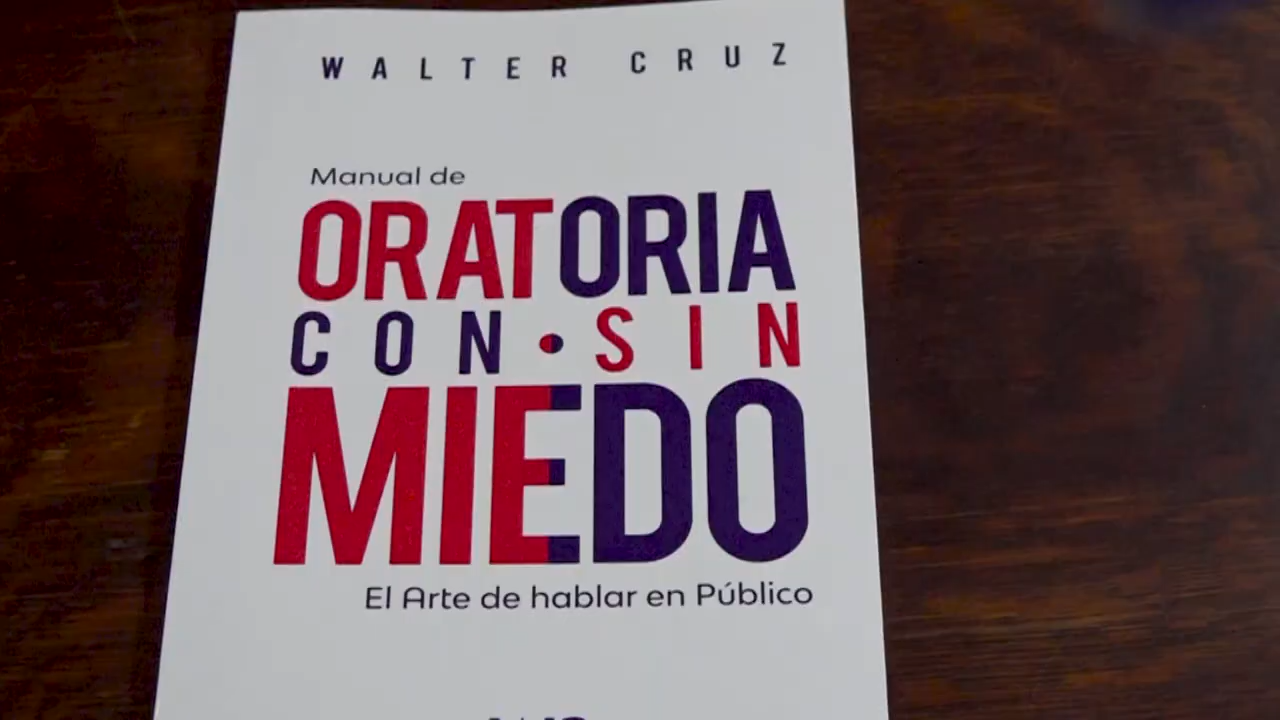 WALTER CRUZ
Manual de
ORATORIA
CON • SIN
MIEDO
El Arte de hablar en Público